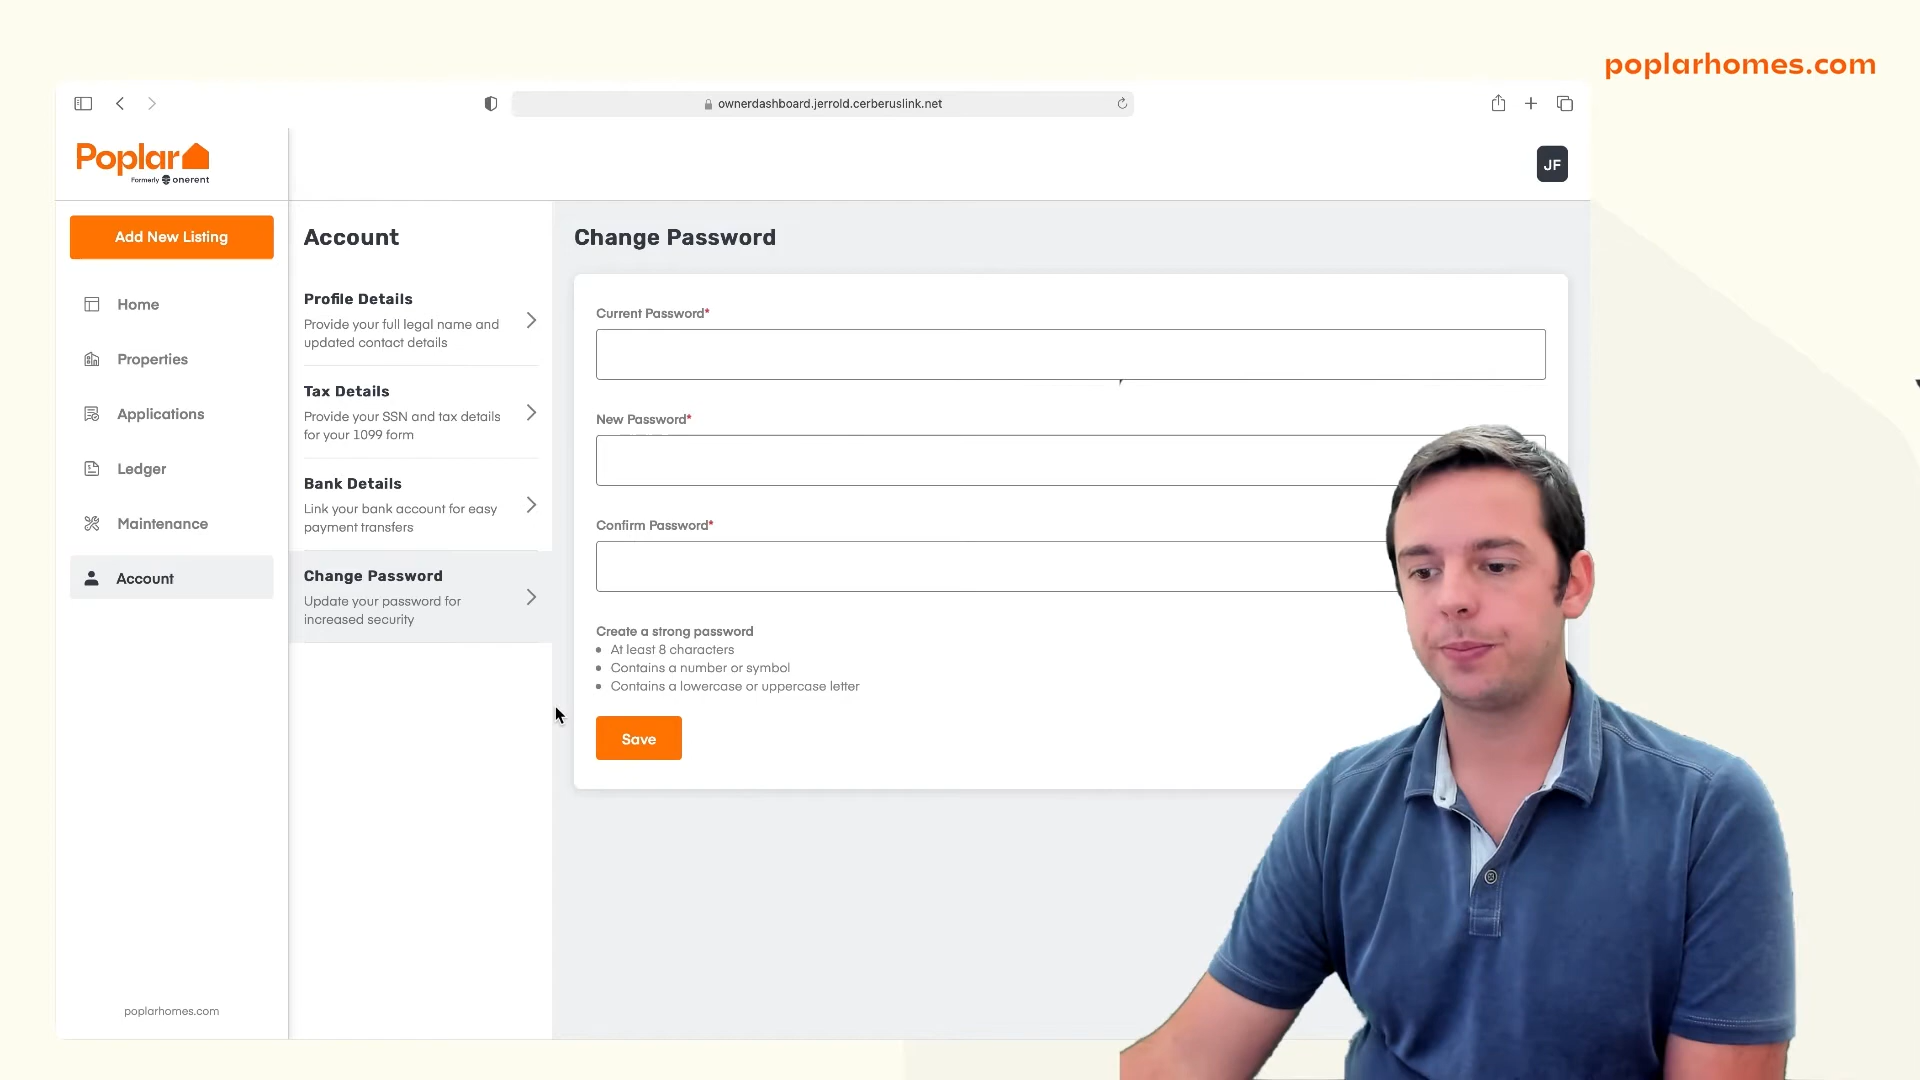 poplarhomes.com
ownerdashboard.jerrold.cerberuslink.net
Poplar
Formerly onerent
JF
Add New Listing
Home
Properties
Applications
Ledger
Maintenance
Account
poplarhomes.com
Account
Profile Details
Provide your full legal name and
updated contact details
Tax Details
Provide your SSN and tax details
for your 1099 form
Bank Details
Link your bank account for easy
payment transfers
Change Password
Update your password for
increased security
Change Password
Current Password*
New Password*
Confirm Password*
Create a strong password
• At least 8 characters
• Contains a number or symbol
• Contains a lowercase or uppercase letter
Save